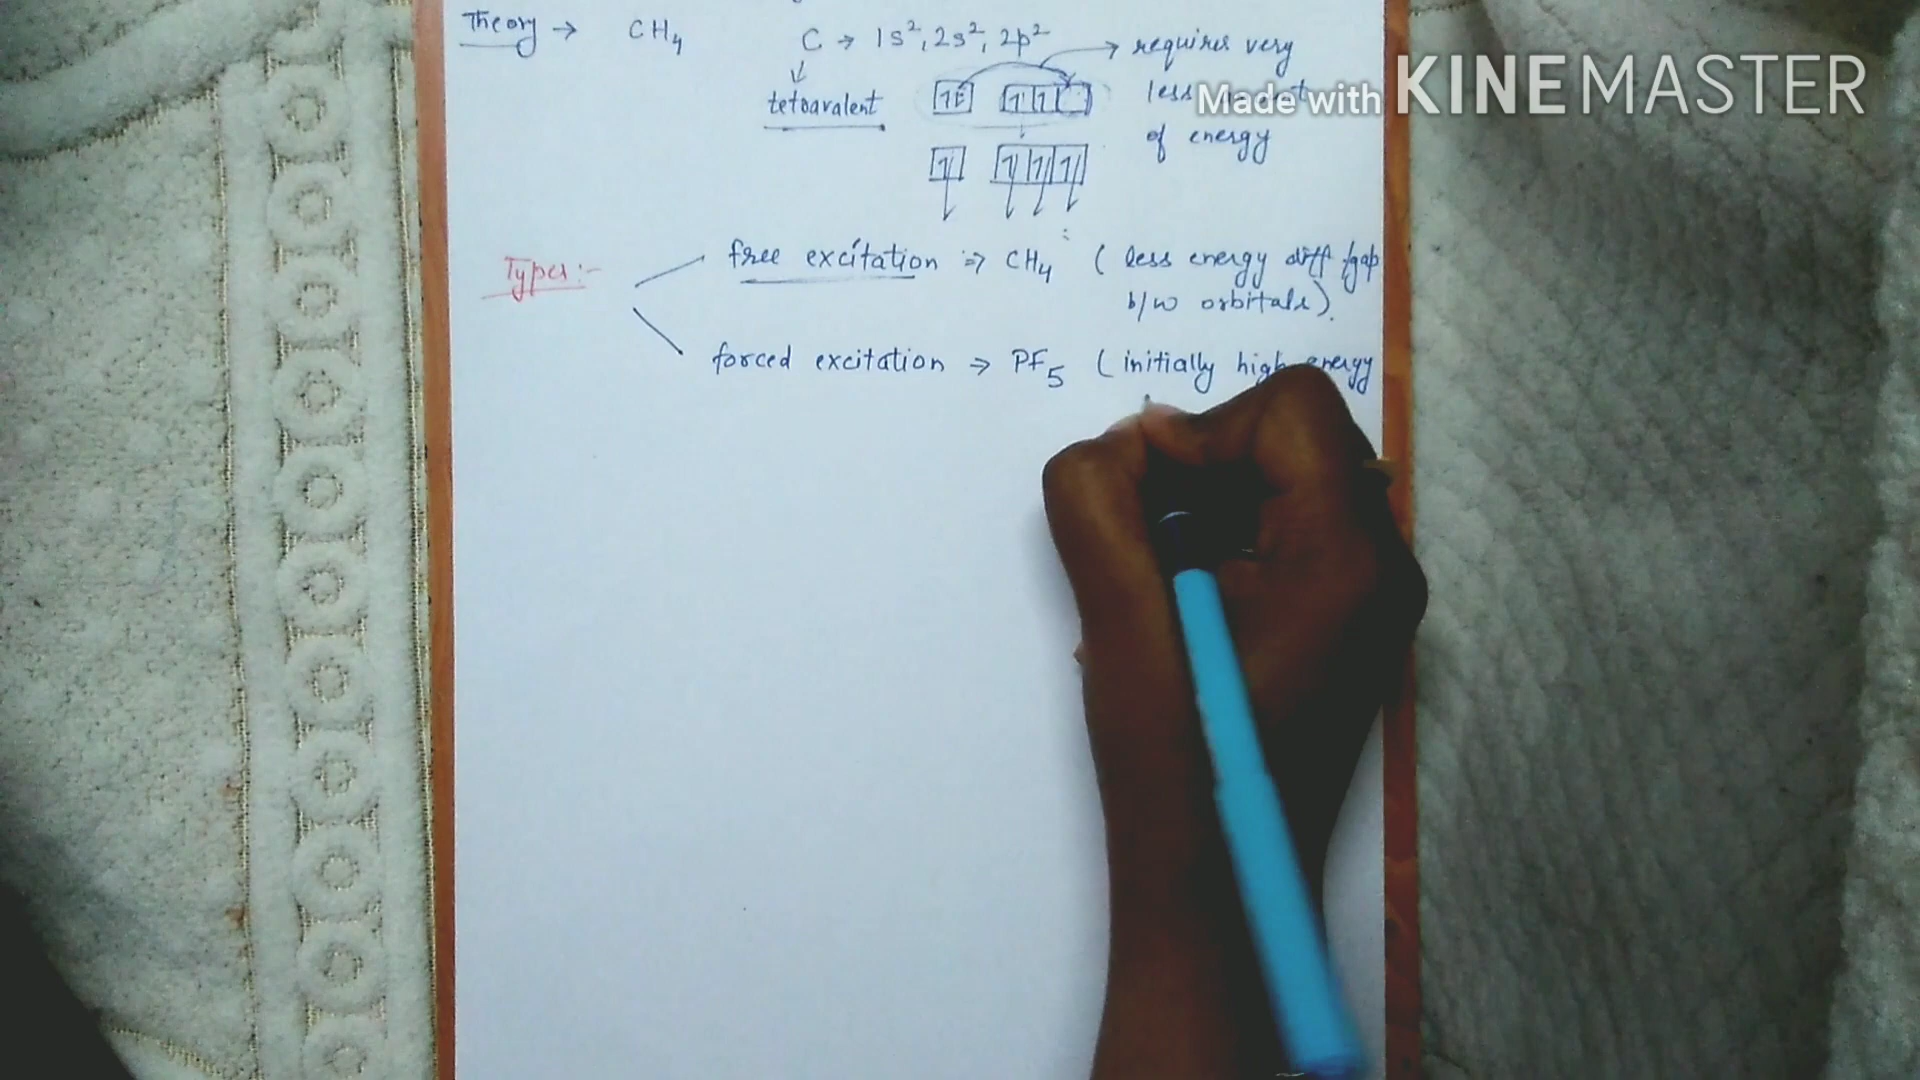 Theory → CH4 C → 1s², 2s², 2p² → requires very
tetravalent less of
Made with KINEMASTER
of energy
Types:-
free excitation ⇒ CH4 ( less energy diff/gap
b/w orbitals).
forced excitation ⇒ PF5 ( initially high energy